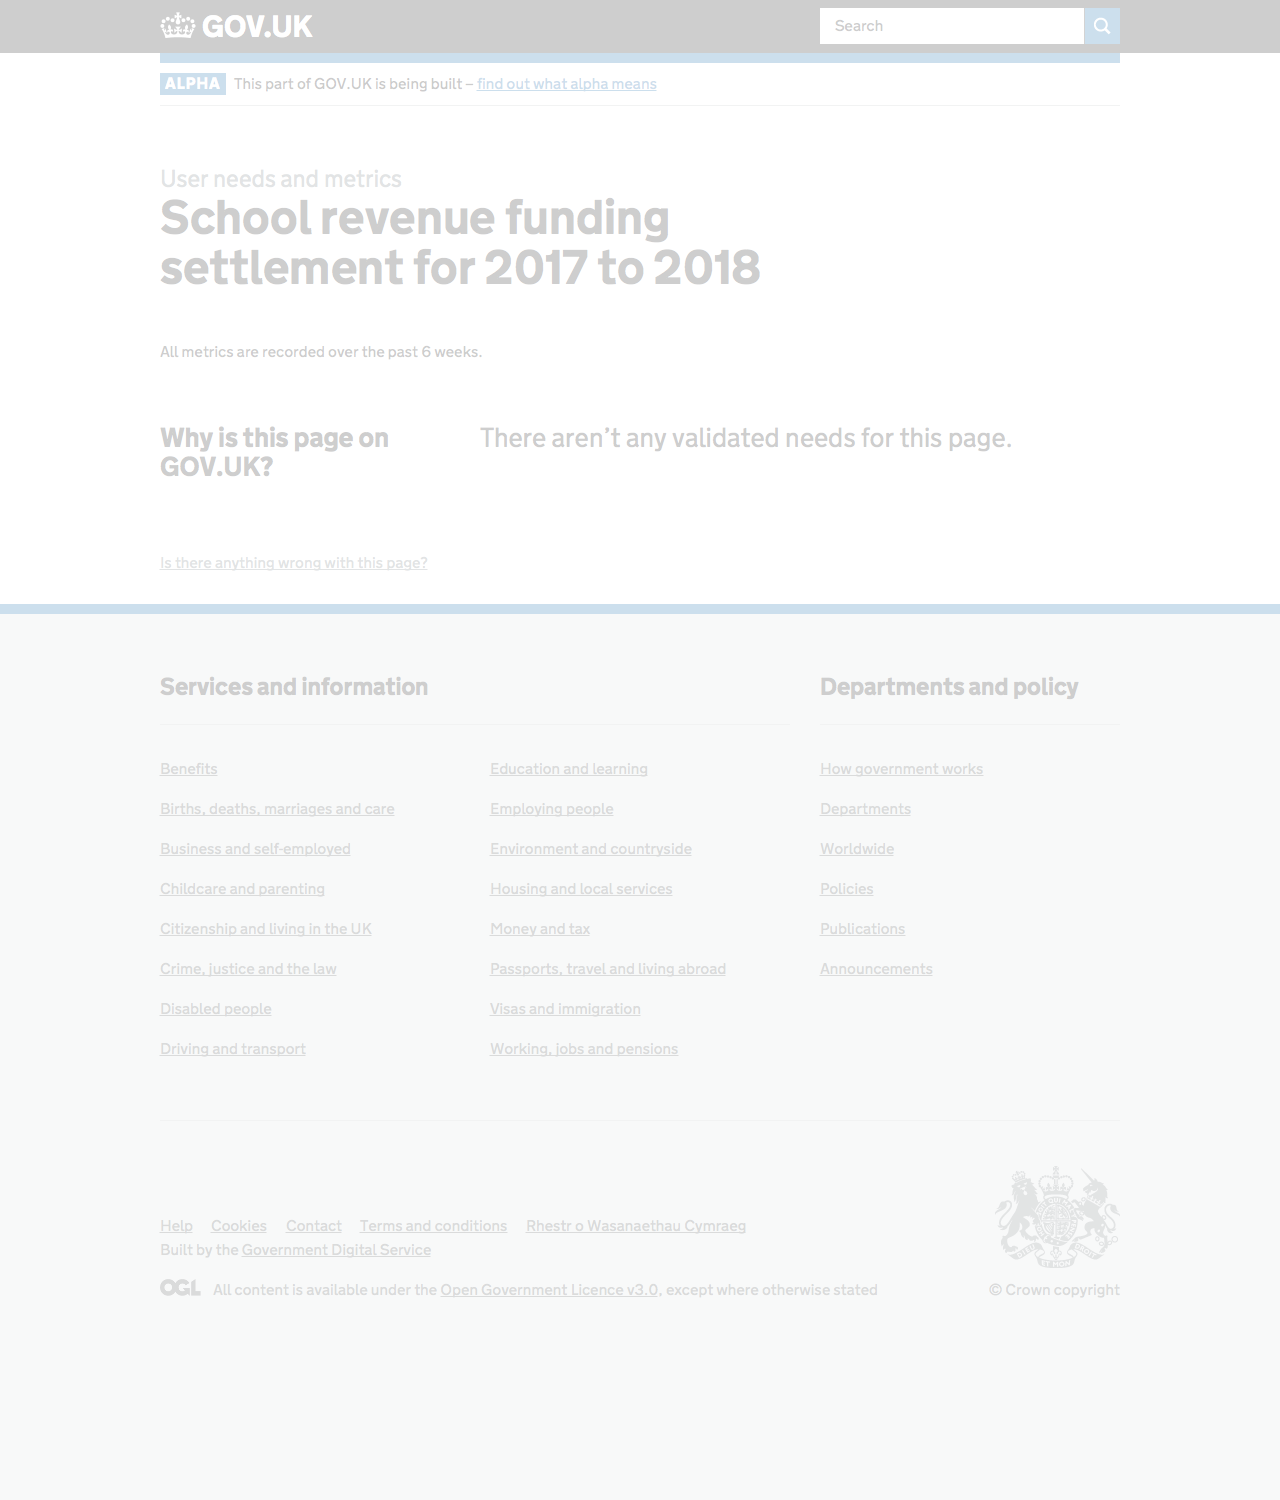 GOV.UK
Search
ALPHA This part of GOV.UK is being built – find out what alpha means
User needs and metrics
School revenue funding
settlement for 2017 to 2018
All metrics are recorded over the past 6 weeks.
Why is this page on
GOV.UK?
There aren’t any validated needs for this page.
Is there anything wrong with this page?
Services and information
Benefits
Births, deaths, marriages and care
Business and self-employed
Childcare and parenting
Citizenship and living in the UK
Crime, justice and the law
Disabled people
Driving and transport
Education and learning
Employing people
Environment and countryside
Housing and local services
Money and tax
Passports, travel and living abroad
Visas and immigration
Working, jobs and pensions
Departments and policy
How government works
Departments
Worldwide
Policies
Publications
Announcements
Help Cookies Contact Terms and conditions Rhestr o Wasanaethau Cymraeg
Built by the Government Digital Service
OGL All content is available under the Open Government Licence v3.0, except where otherwise stated
© Crown copyright